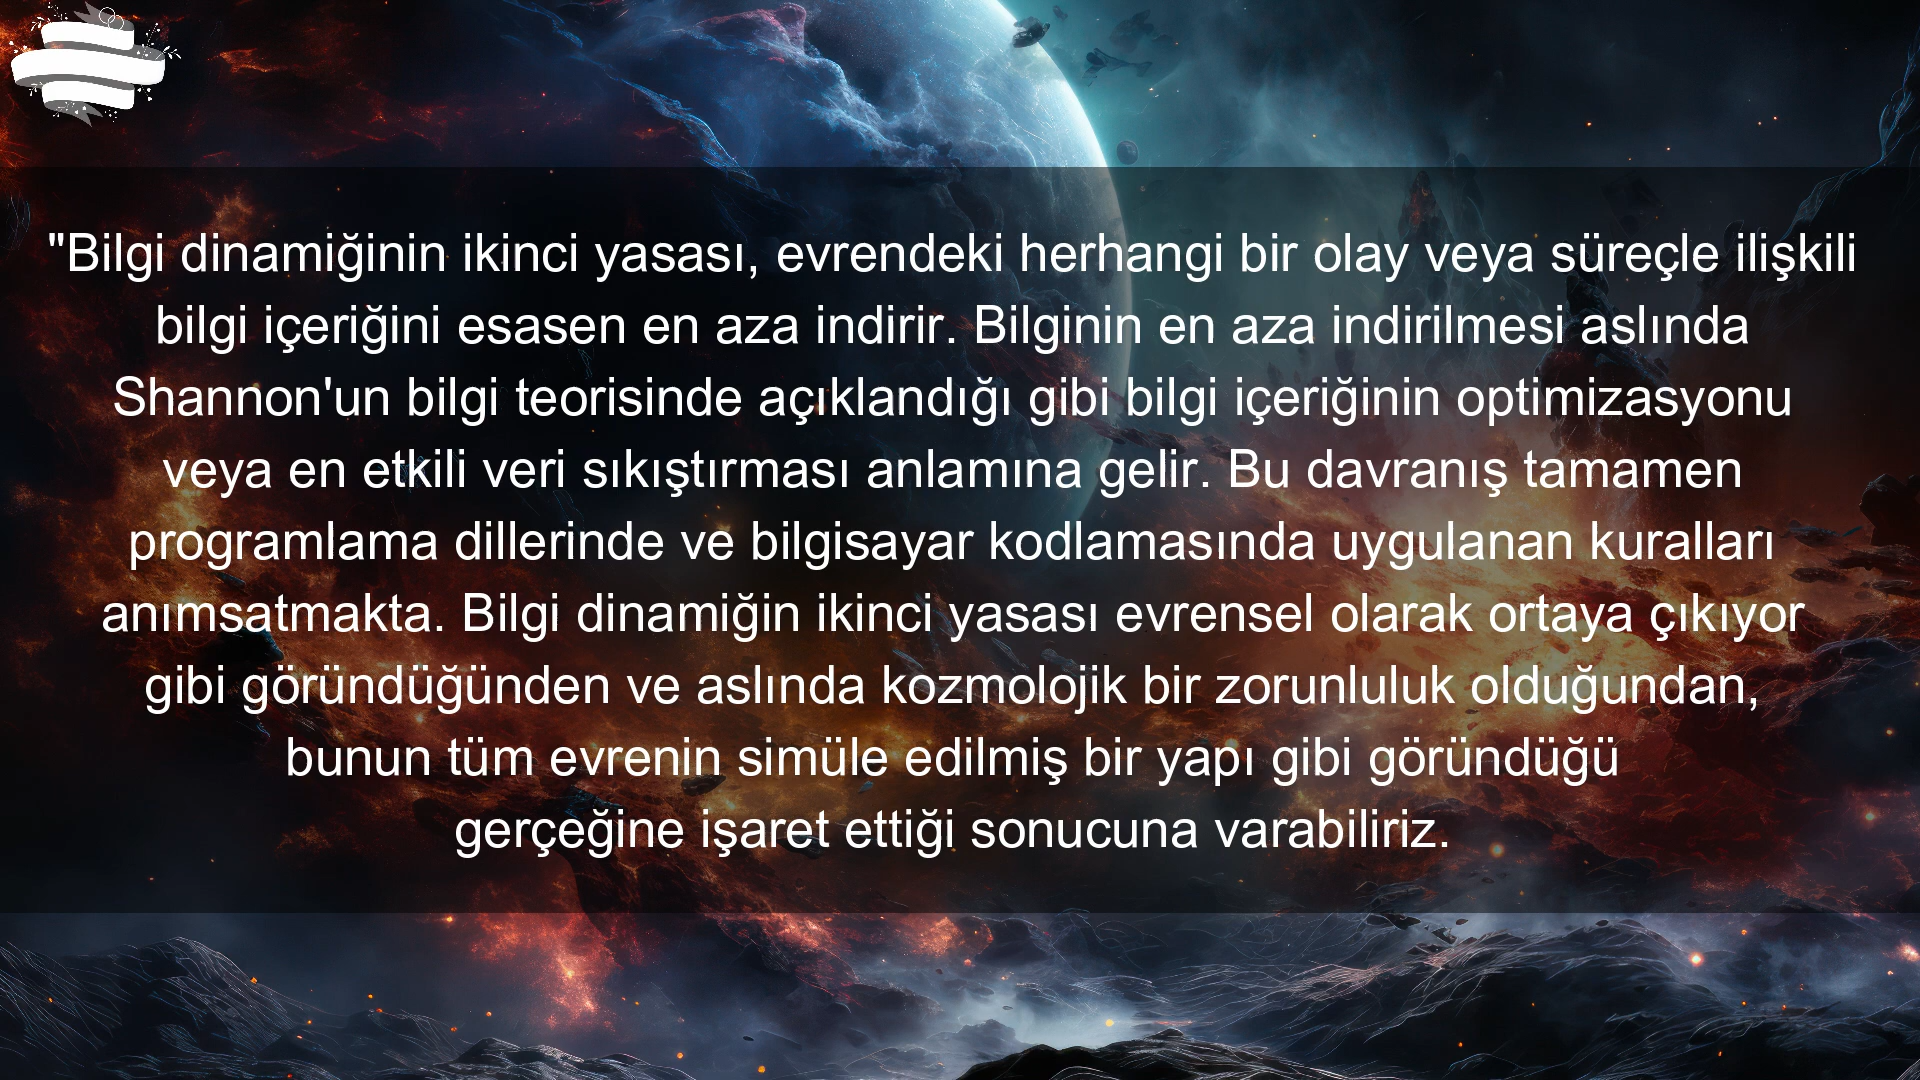 "Bilgi dinamiğinin ikinci yasası, evrendeki herhangi bir olay veya süreçle ilişkili
bilgi içeriğini esasen en aza indirir. Bilginin en aza indirilmesi aslında
Shannon'un bilgi teorisinde açıklandığı gibi bilgi içeriğinin optimizasyonu
veya en etkili veri sıkıştırması anlamına gelir. Bu davranış tamamen
programlama dillerinde ve bilgisayar kodlamasında uygulanan kuralları
anımsatmakta. Bilgi dinamiğin ikinci yasası evrensel olarak ortaya çıkıyor
gibi göründüğünden ve aslında kozmolojik bir zorunluluk olduğundan,
bunun tüm evrenin simüle edilmiş bir yapı gibi göründüğü
gerçeğine işaret ettiği sonucuna varabiliriz.